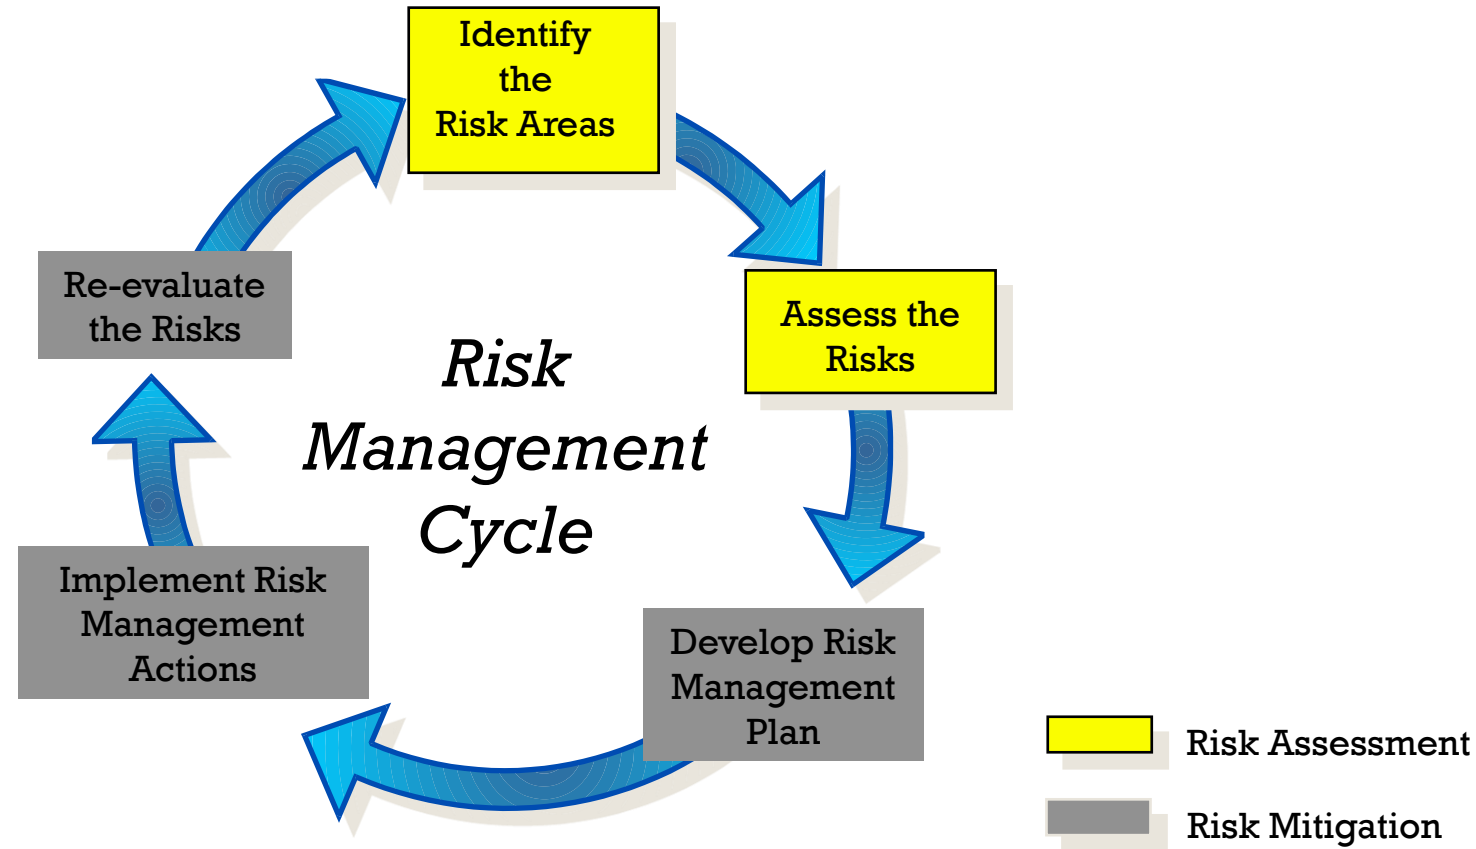 Identify
the
Risk Areas
Assess the
Risks
Develop Risk
Management
Plan
Implement Risk
Management
Actions
Re-evaluate
the Risks
Risk
Management
Cycle
Risk Assessment
Risk Mitigation